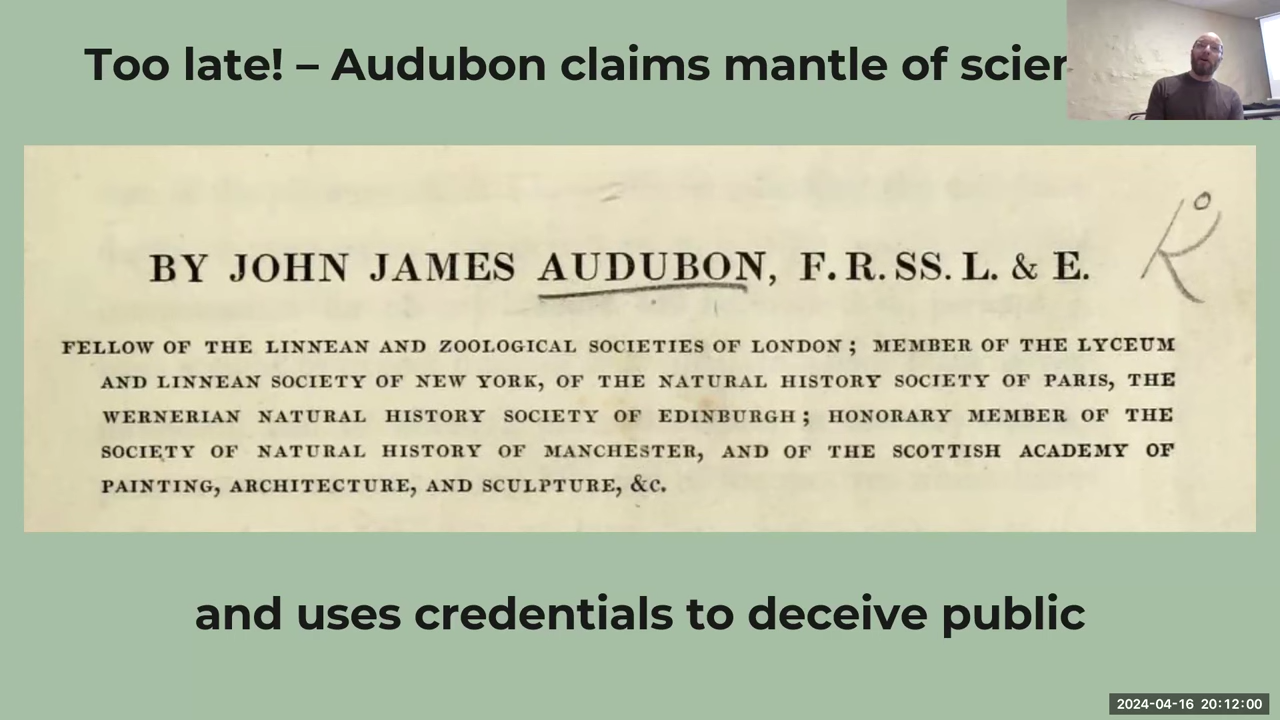 Too late! – Audubon claims mantle of
BY JOHN JAMES AUDUBON, F. R. SS. L. & E.
FELLOW OF THE LINNEAN AND ZOOLOGICAL SOCIETIES OF LONDON; MEMBER OF THE LYCEUM
AND LINNEAN SOCIETY OF NEW YORK, OF THE NATURAL HISTORY SOCIETY OF PARIS, THE
WERNERIAN NATURAL HISTORY SOCIETY OF EDINBURGH; HONORARY MEMBER OF THE
SOCIETY OF NATURAL HISTORY OF MANCHESTER, AND OF THE SCOTTISH ACADEMY OF
PAINTING, ARCHITECTURE, AND SCULPTURE, &c.
and uses credentials to deceive public
2024-04-16 20:12:00